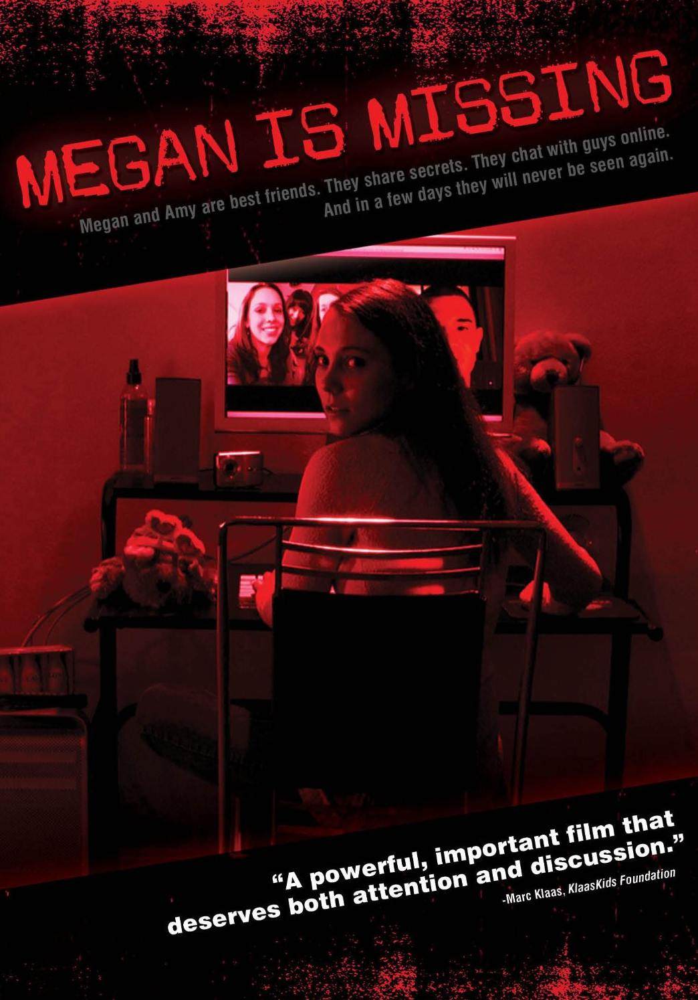 MEGAN IS MISSING
Megan and Amy are best friends. They share secrets. They chat with guys online.
And in a few days they will never be seen again.
“A powerful, important film that
deserves both attention and discussion.”
-Marc Klaas, KlaasKids Foundation